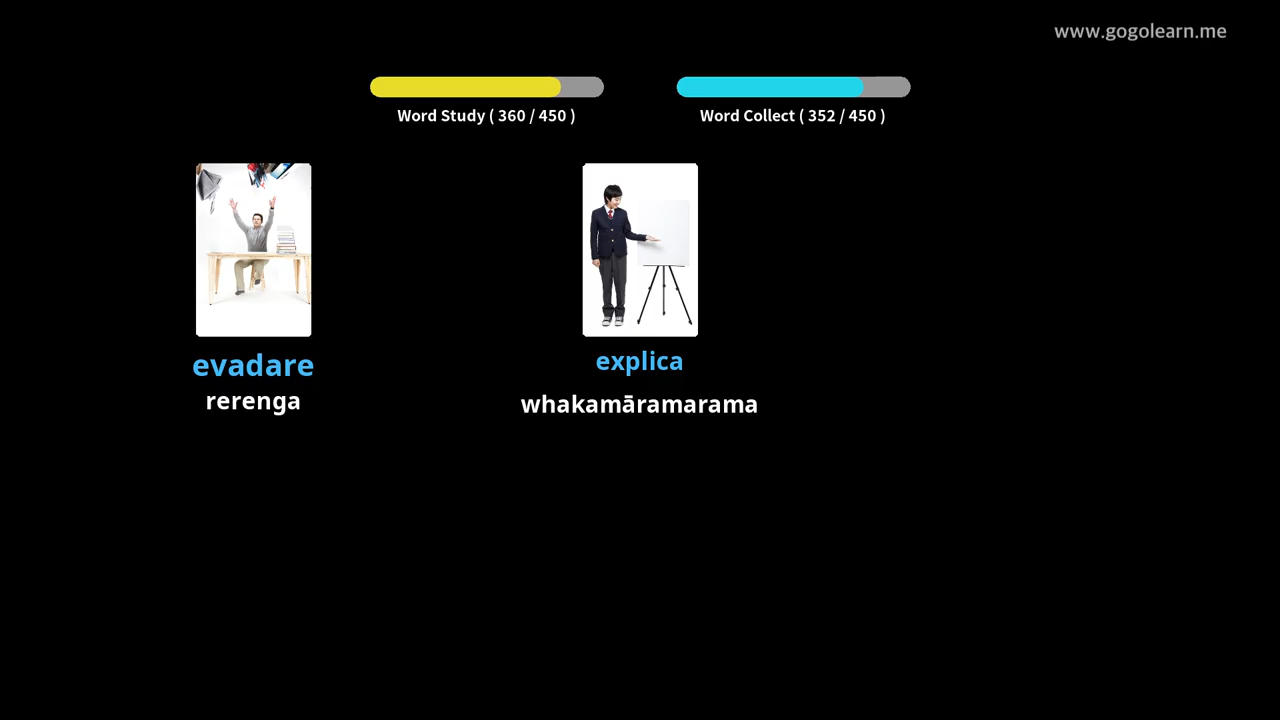 www.gogolearn.me
Word Study ( 360 / 450 )
Word Collect ( 352 / 450 )
evadare
rerenga
explica
whakamāramarama